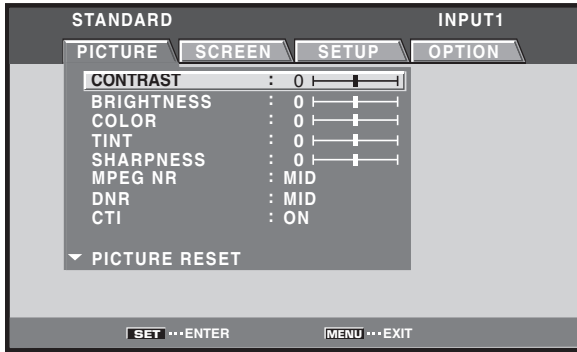 STANDARD INPUT1
PICTURE SCREEN SETUP OPTION
CONTRAST : 0
BRIGHTNESS : 0
COLOR : 0
TINT : 0
SHARPNESS : 0
MPEG NR : MID
DNR : MID
CTI : ON
PICTURE RESET
SET ···ENTER MENU ···EXIT